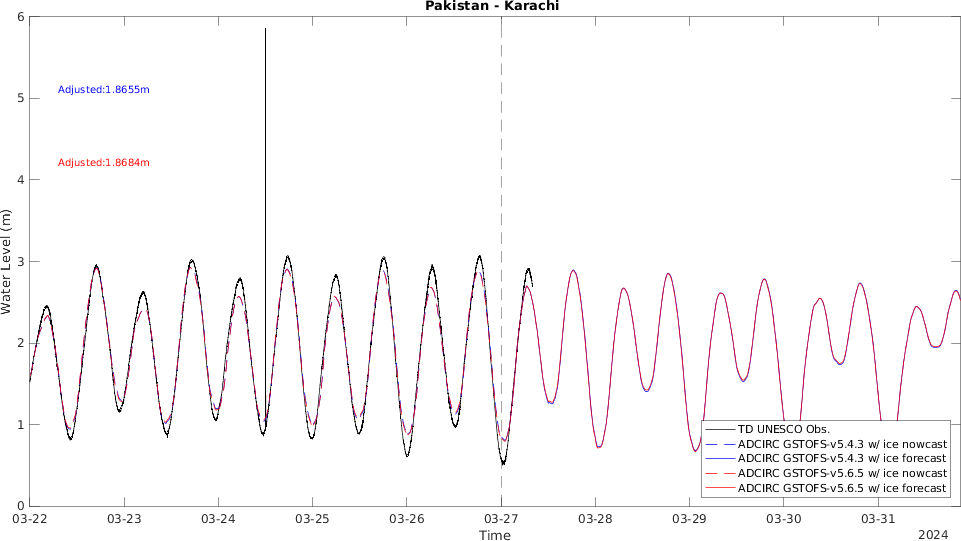 Pakistan - Karachi
6
5
4
3
2
1
0
Water Level (m)
Adjusted:1.8655m
Adjusted:1.8684m
TD UNESCO Obs.
ADCIRC GSTOFS-v5.4.3 w/ ice nowcast
ADCIRC GSTOFS-v5.4.3 w/ ice forecast
ADCIRC GSTOFS-v5.6.5 w/ ice nowcast
ADCIRC GSTOFS-v5.6.5 w/ ice forecast
03-22 03-23 03-24 03-25 03-26 03-27 03-28 03-29 03-30 03-31
Time
2024